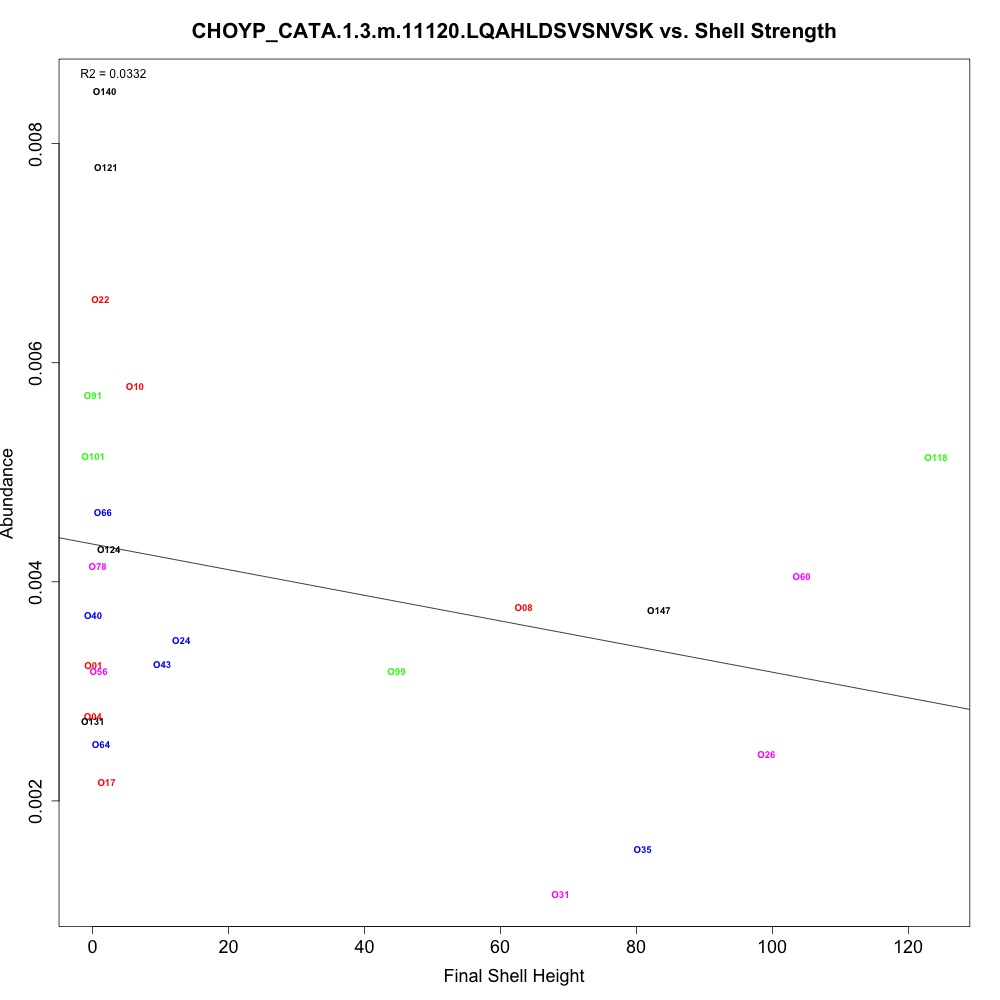 CHOYP_CATA.1.3.m.11120.LQAHLDSVSNVSK vs. Shell Strength
R2 = 0.0332
O140
O121
O22
O10
O91
O101
O118
O66
O124
O78
O60
O08
O147
O40
O24
O01
O43
O56
O99
O04
O131
O64
O26
O17
O35
O31
0.008
0.006
0.004
0.002
Abundance
0 20 40 60 80 100 120
Final Shell Height